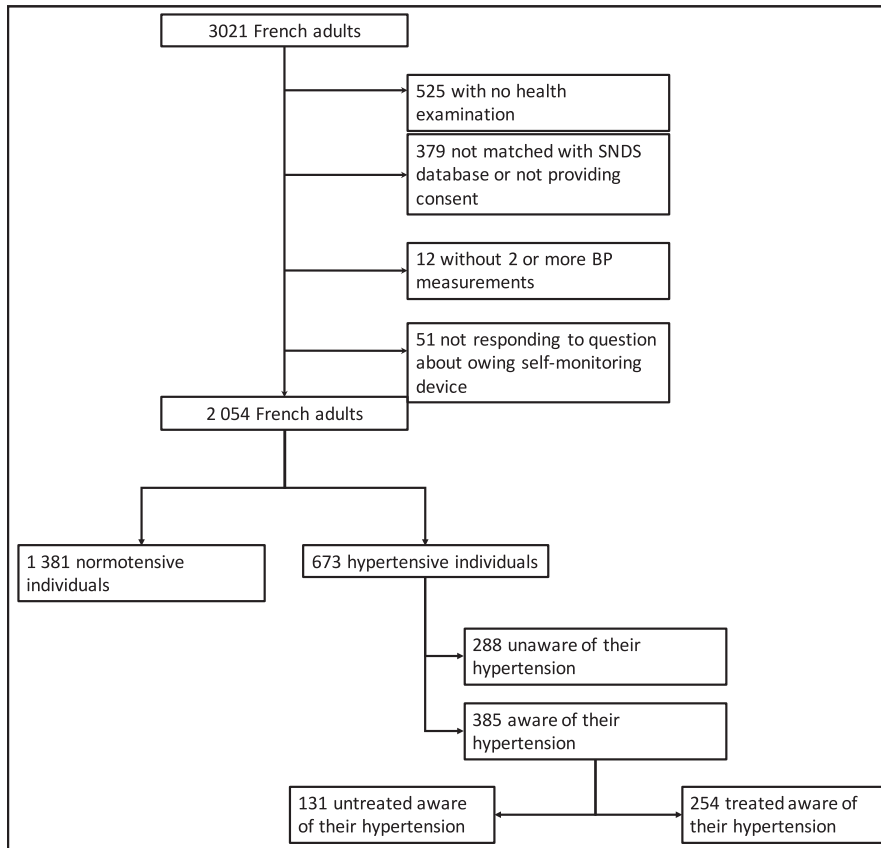 3021 French adults
525 with no health
examination
379 not matched with SNDS
database or not providing
consent
12 without 2 or more BP
measurements
51 not responding to question
about owing self-monitoring
device
2 054 French adults
1 381 normotensive
individuals
673 hypertensive individuals
288 unaware of their
hypertension
385 aware of their
hypertension
131 untreated aware
of their hypertension
254 treated aware of
their hypertension